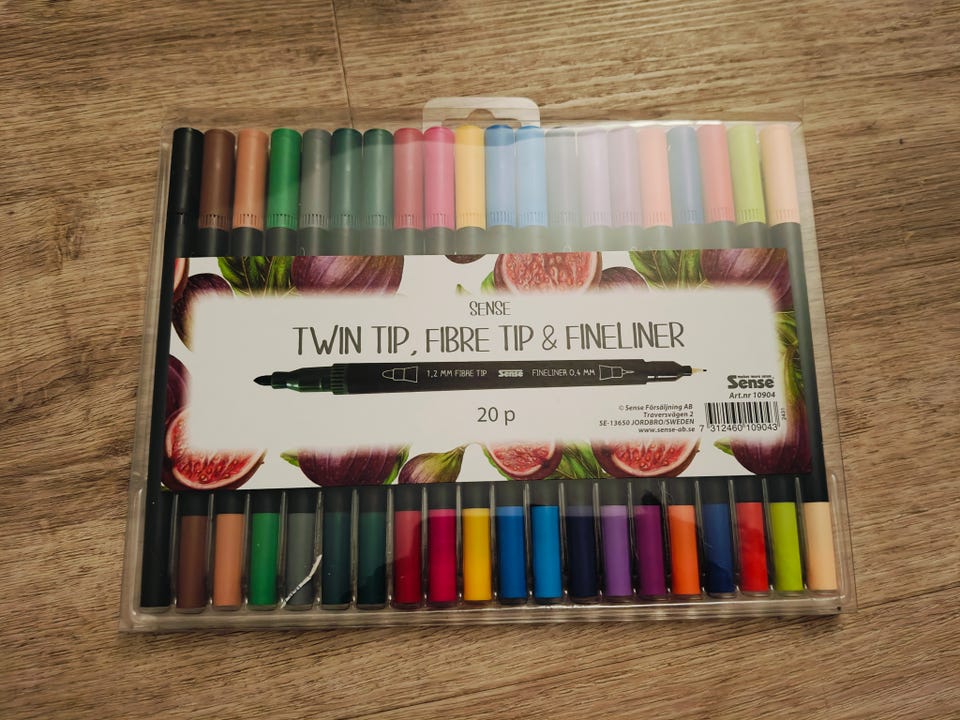 SENSE
TWIN TIP, FIBRE TIP & FINELINER
1,2 MM FIBRE TIP Sense FINELINER 0,4 MM
20 p
Sense
Art.nr 10904
© Sense Försäljning AB
Traversvägen 2
SE-13650 JORDBRO/SWEDEN
www.sense-ab.se
7 312460 109043